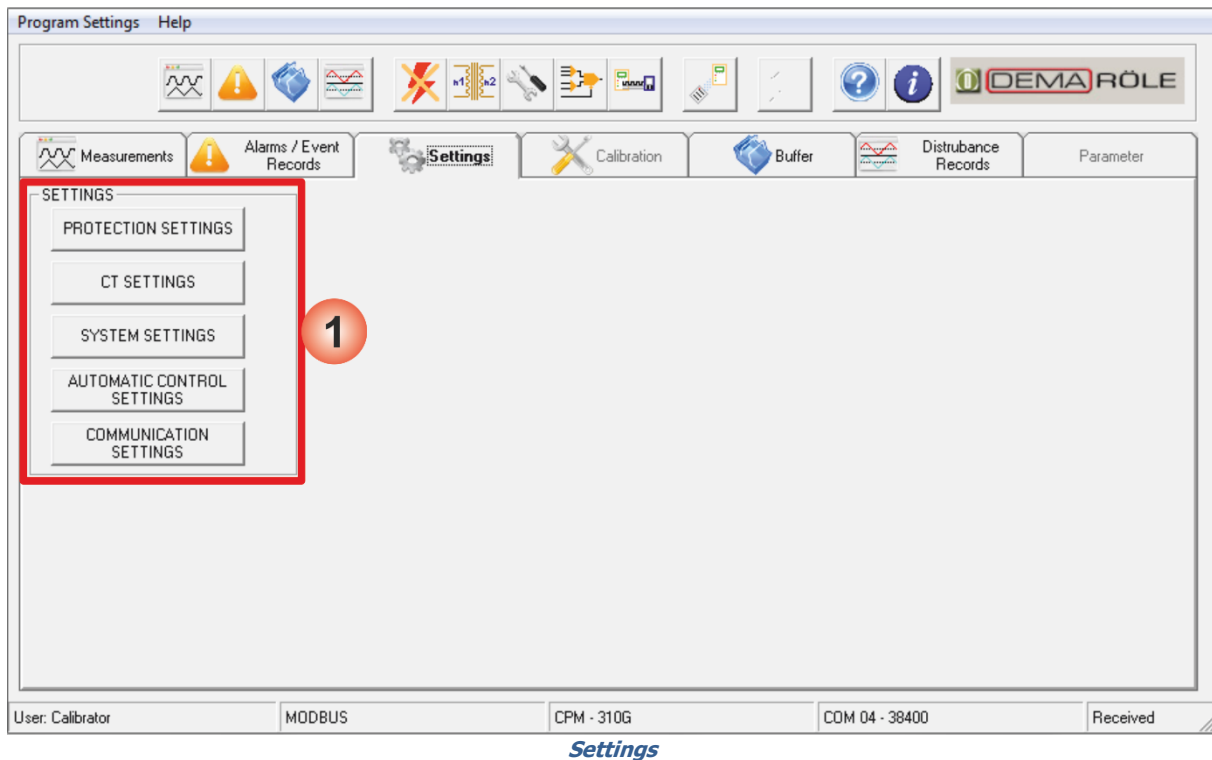 Program Settings Help
n1 n2
DEMA RÖLE
Measurements
Alarms / Event
Records
Settings
Calibration
Buffer
Distrubance
Records
Parameter
SETTINGS
PROTECTION SETTINGS
CT SETTINGS
SYSTEM SETTINGS
AUTOMATIC CONTROL
SETTINGS
COMMUNICATION
SETTINGS
1
User: Calibrator
MODBUS
CPM - 310G
COM 04 - 38400
Received
Settings